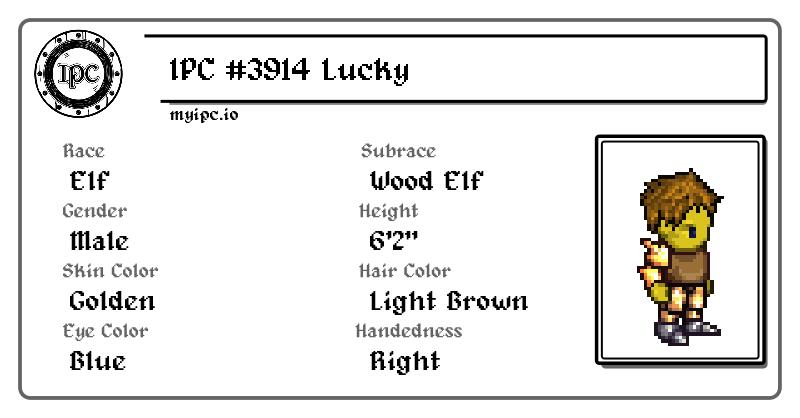 IPC
IPC #3914 Lucky
myipc.io
Race
Elf
Subrace
Wood Elf
Gender
Male
Height
6'2"
Skin Color
Golden
Hair Color
Light Brown
Eye Color
Blue
Handedness
Right